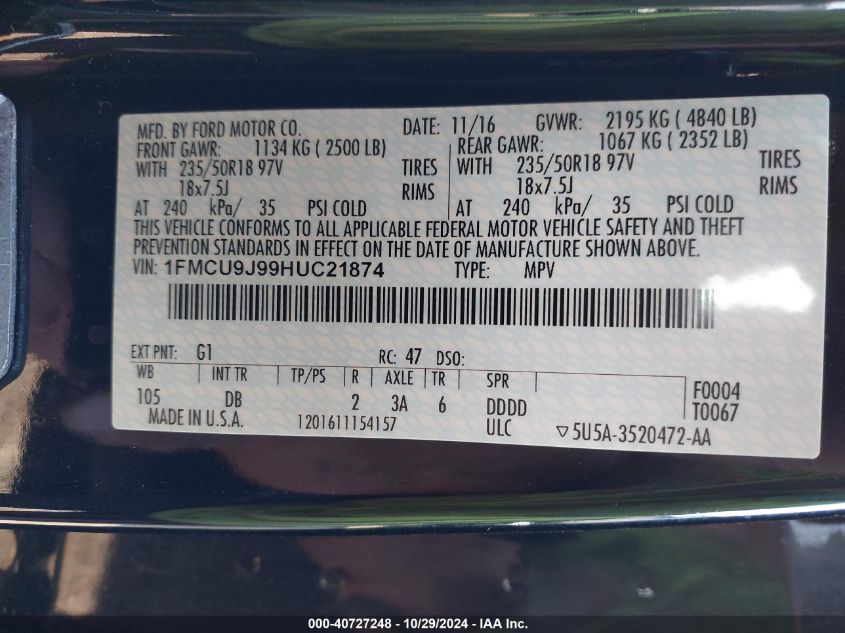 MFD. BY FORD MOTOR CO. DATE: 11/16 GVWR: 2195 KG ( 4840 LB)
FRONT GAWR: 1134 KG ( 2500 LB) REAR GAWR: 1067 KG ( 2352 LB)
WITH 235/50R18 97V TIRES WITH 235/50R18 97V TIRES
18x7.5J RIMS 18x7.5J RIMS
AT 240 kPa/ 35 PSI COLD AT 240 kPa/ 35 PSI COLD
THIS VEHICLE CONFORMS TO ALL APPLICABLE FEDERAL MOTOR VEHICLE SAFETY AND THEFT
PREVENTION STANDARDS IN EFFECT ON THE DATE OF MANUFACTURE SHOWN ABOVE.
VIN: 1FMCU9J99HUC21874 TYPE: MPV
EXT PNT: G1 RC: 47 DSO:
WB INT TR TP/PS R AXLE TR SPR F0004
105 DB 2 3A 6 DDDD T0067
MADE IN U.S.A. 1201611154157 ULC ▽5U5A-3520472-AA
000-40727248 - 10/29/2024 - IAA Inc.